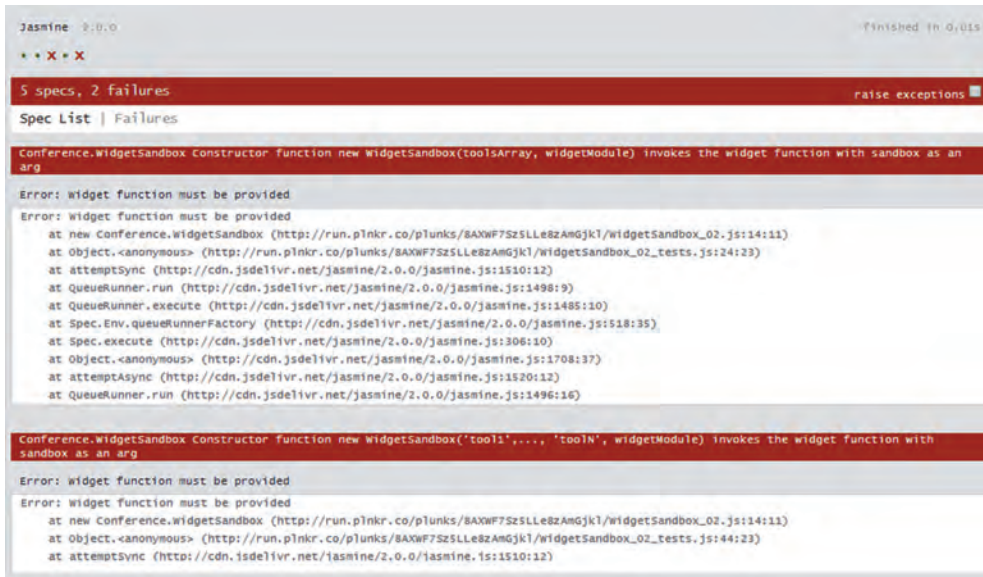 Jasmine 2.0.0
finished in 0.01s
• • X • X
5 specs, 2 failures
raise exceptions
Spec List | Failures
Conference.WidgetSandbox Constructor function new WidgetSandbox(toolsArray, widgetModule) invokes the widget function with sandbox as an
arg
Error: Widget function must be provided
Error: Widget function must be provided
at new Conference.WidgetSandbox (http://run.plnkr.co/plunks/8AXWF7SzSLLe8zAmGjkl/WidgetSandbox_02.js:14:11)
at Object.<anonymous> (http://run.plnkr.co/plunks/8AXWF7SzSLLe8zAmGjkl/WidgetSandbox_02_tests.js:24:23)
at attemptSync (http://cdn.jsdelivr.net/jasmine/2.0.0/jasmine.js:1510:12)
at QueueRunner.run (http://cdn.jsdelivr.net/jasmine/2.0.0/jasmine.js:1498:9)
at QueueRunner.execute (http://cdn.jsdelivr.net/jasmine/2.0.0/jasmine.js:1485:10)
at Spec.Env.queueRunnerFactory (http://cdn.jsdelivr.net/jasmine/2.0.0/jasmine.js:518:35)
at Spec.execute (http://cdn.jsdelivr.net/jasmine/2.0.0/jasmine.js:306:10)
at Object.<anonymous> (http://cdn.jsdelivr.net/jasmine/2.0.0/jasmine.js:1708:37)
at attemptAsync (http://cdn.jsdelivr.net/jasmine/2.0.0/jasmine.js:1520:12)
at QueueRunner.run (http://cdn.jsdelivr.net/jasmine/2.0.0/jasmine.js:1496:16)
Conference.WidgetSandbox Constructor function new WidgetSandbox('tool1',..., 'toolN', widgetModule) invokes the widget function with
sandbox as an arg
Error: Widget function must be provided
Error: Widget function must be provided
at new Conference.WidgetSandbox (http://run.plnkr.co/plunks/8AXWF7SzSLLe8zAmGjkl/WidgetSandbox_02.js:14:11)
at Object.<anonymous> (http://run.plnkr.co/plunks/8AXWF7SzSLLe8zAmGjkl/WidgetSandbox_02_tests.js:44:23)
at attemptSync (http://cdn.jsdelivr.net/jasmine/2.0.0/jasmine.js:1510:12)